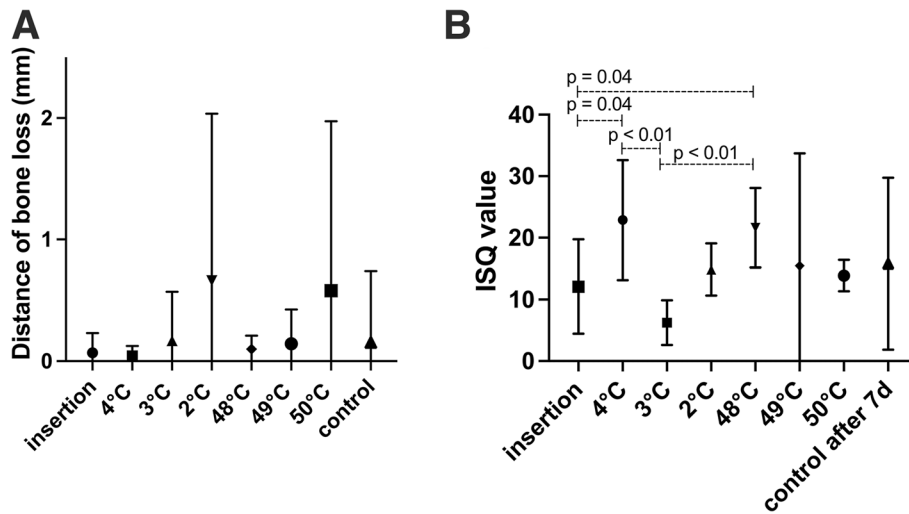 A
Distance of bone loss (mm)
2
1
0
insertion
4°C
3°C
2°C
48°C
49°C
50°C
control
B
ISQ value
p = 0.04
p = 0.04
p < 0.01
p < 0.01
40
30
20
10
0
insertion
4°C
3°C
2°C
48°C
49°C
50°C
control after 7d